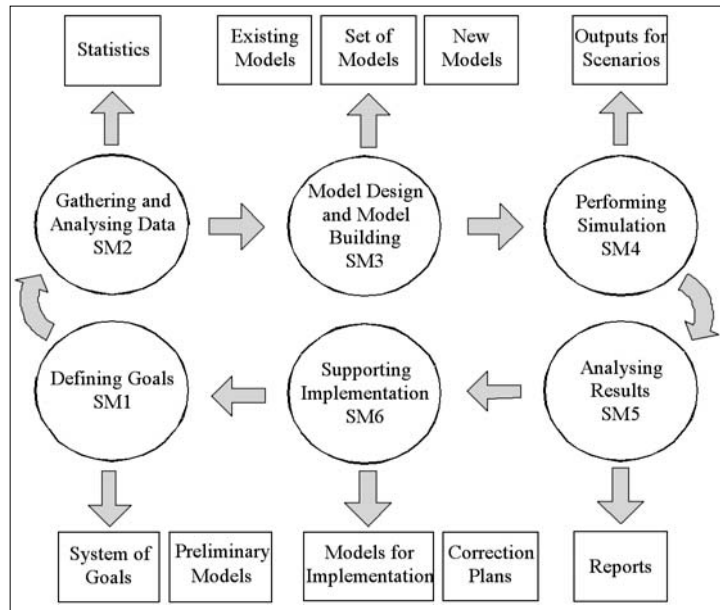 Statistics
Existing
Models
Set of
Models
New
Models
Outputs for
Scenarios
Gathering and
Analysing Data
SM2
Model Design
and Model
Building
SM3
Performing
Simulation
SM4
Defining Goals
SM1
Supporting
Implementation
SM6
Analysing
Results
SM5
System of
Goals
Preliminary
Models
Models for
Implementation
Correction
Plans
Reports